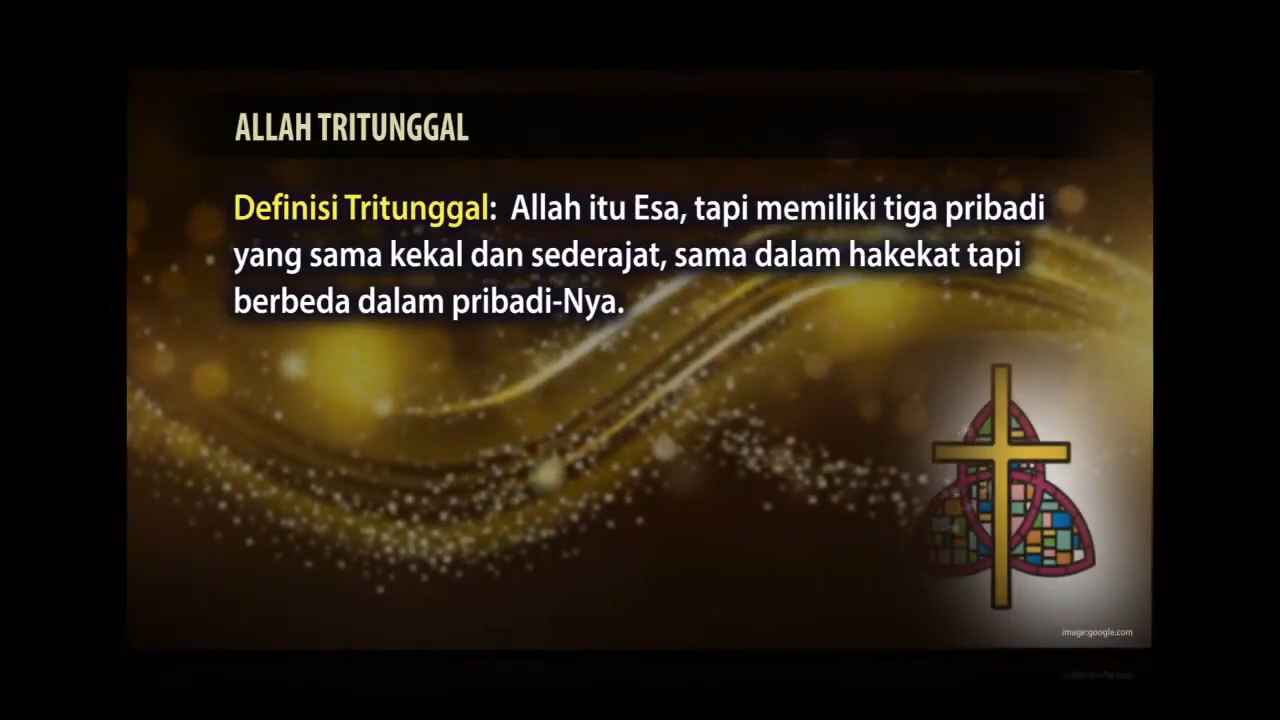 ALLAH TRITUNGGAL
Definisi Tritunggal: Allah itu Esa, tapi memiliki tiga pribadi
yang sama kekal dan sederajat, sama dalam hakekat tapi
berbeda dalam pribadi-Nya.
image:google.com